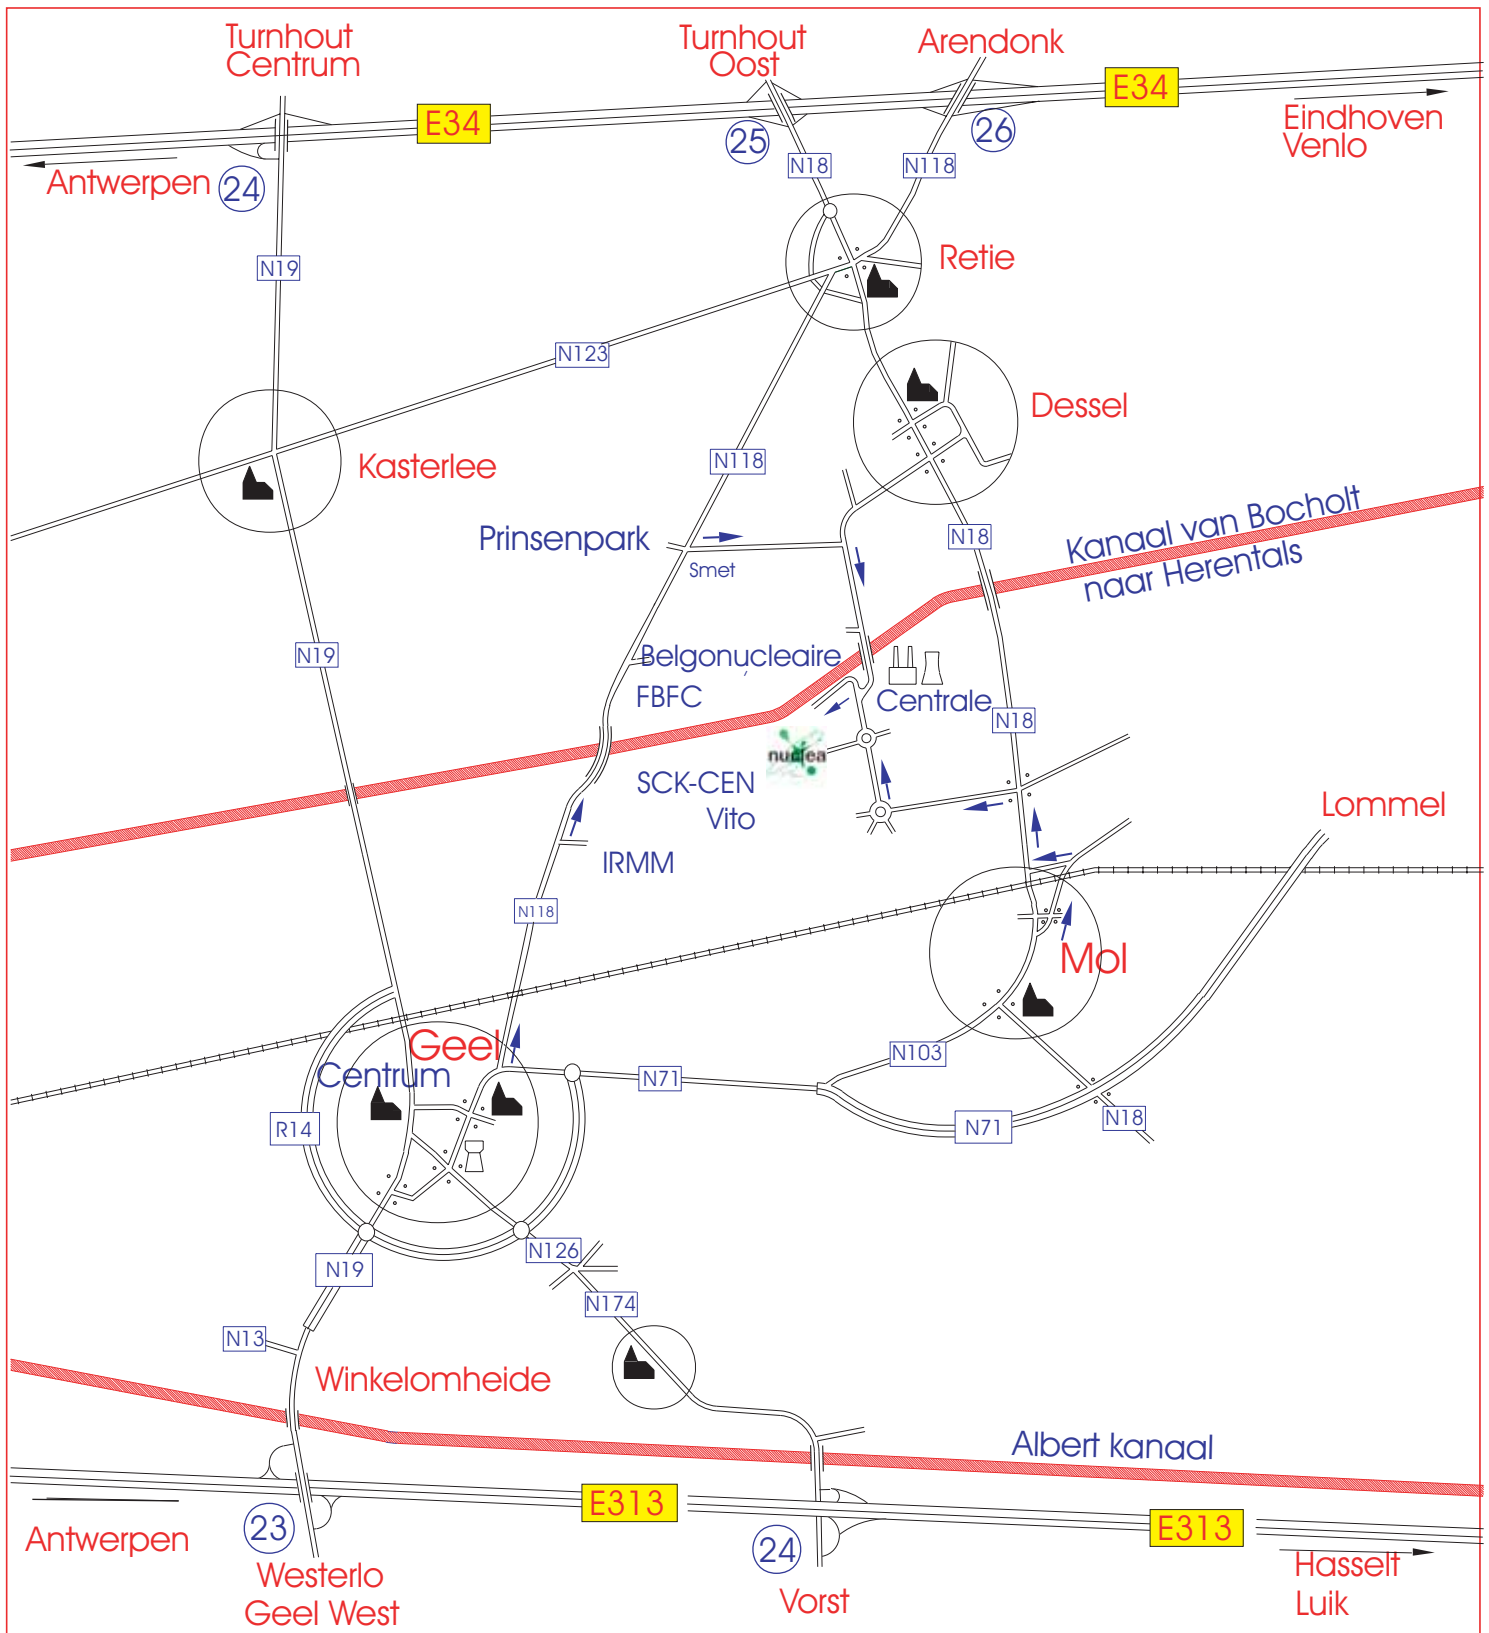 Turnhout
Centrum
Turnhout
Oost
Arendonk
E34
E34
Eindhoven
Venlo
Antwerpen
24
25
26
N18
N118
N19
Retie
N123
Dessel
Kasterlee
N118
Prinsenpark
Smet
N18
Kanaal van Bocholt
naar Herentals
N19
Belgonucleaire
FBFC
Centrale
N18
nuclea
SCK-CEN
Vito
Lommel
IRMM
N118
Mol
Geel
Centrum
N103
N71
R14
N71
N18
N126
N19
N174
N13
Winkelomheide
Albert kanaal
E313
E313
Antwerpen
23
24
Westerlo
Geel West
Vorst
Hasselt
Luik